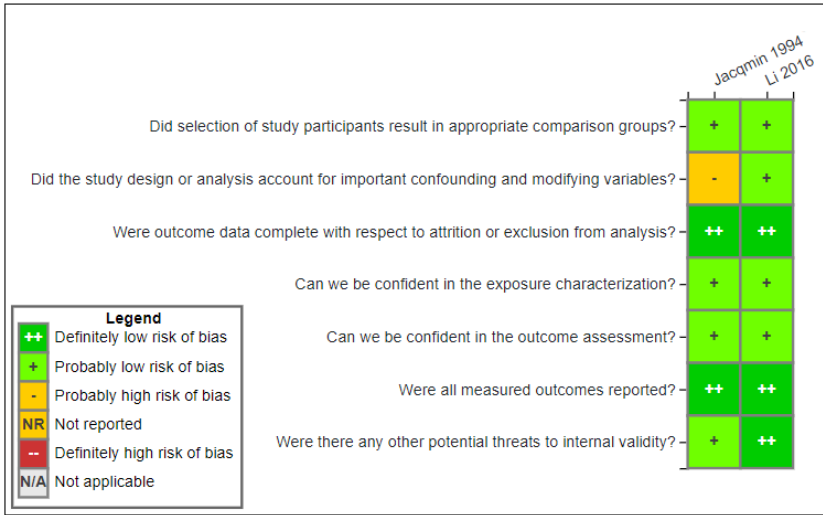 Jacqmin 1994
Li 2016
Did selection of study participants result in appropriate comparison groups?
+ +
Did the study design or analysis account for important confounding and modifying variables?
- +
Were outcome data complete with respect to attrition or exclusion from analysis?
++ ++
Can we be confident in the exposure characterization?
+ +
Can we be confident in the outcome assessment?
+ +
Were all measured outcomes reported?
++ ++
Were there any other potential threats to internal validity?
+ ++
Legend
++ Definitely low risk of bias
+ Probably low risk of bias
- Probably high risk of bias
NR Not reported
-- Definitely high risk of bias
N/A Not applicable